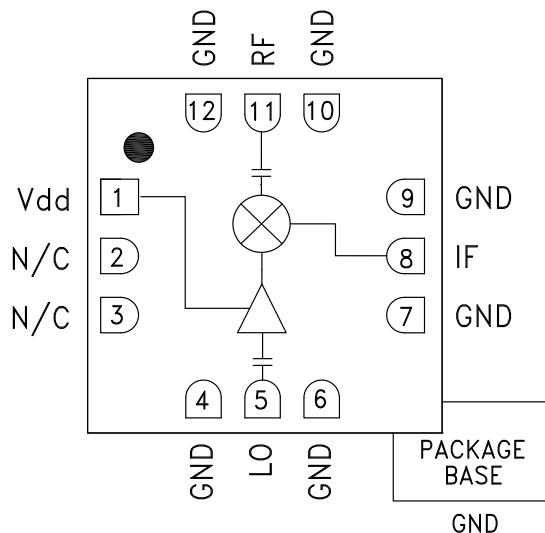 GND RF GND
12 11 10
Vdd 1 9 GND
N/C 2 8 IF
N/C 3 7 GND
4 5 6
GND LO GND
PACKAGE
BASE
GND